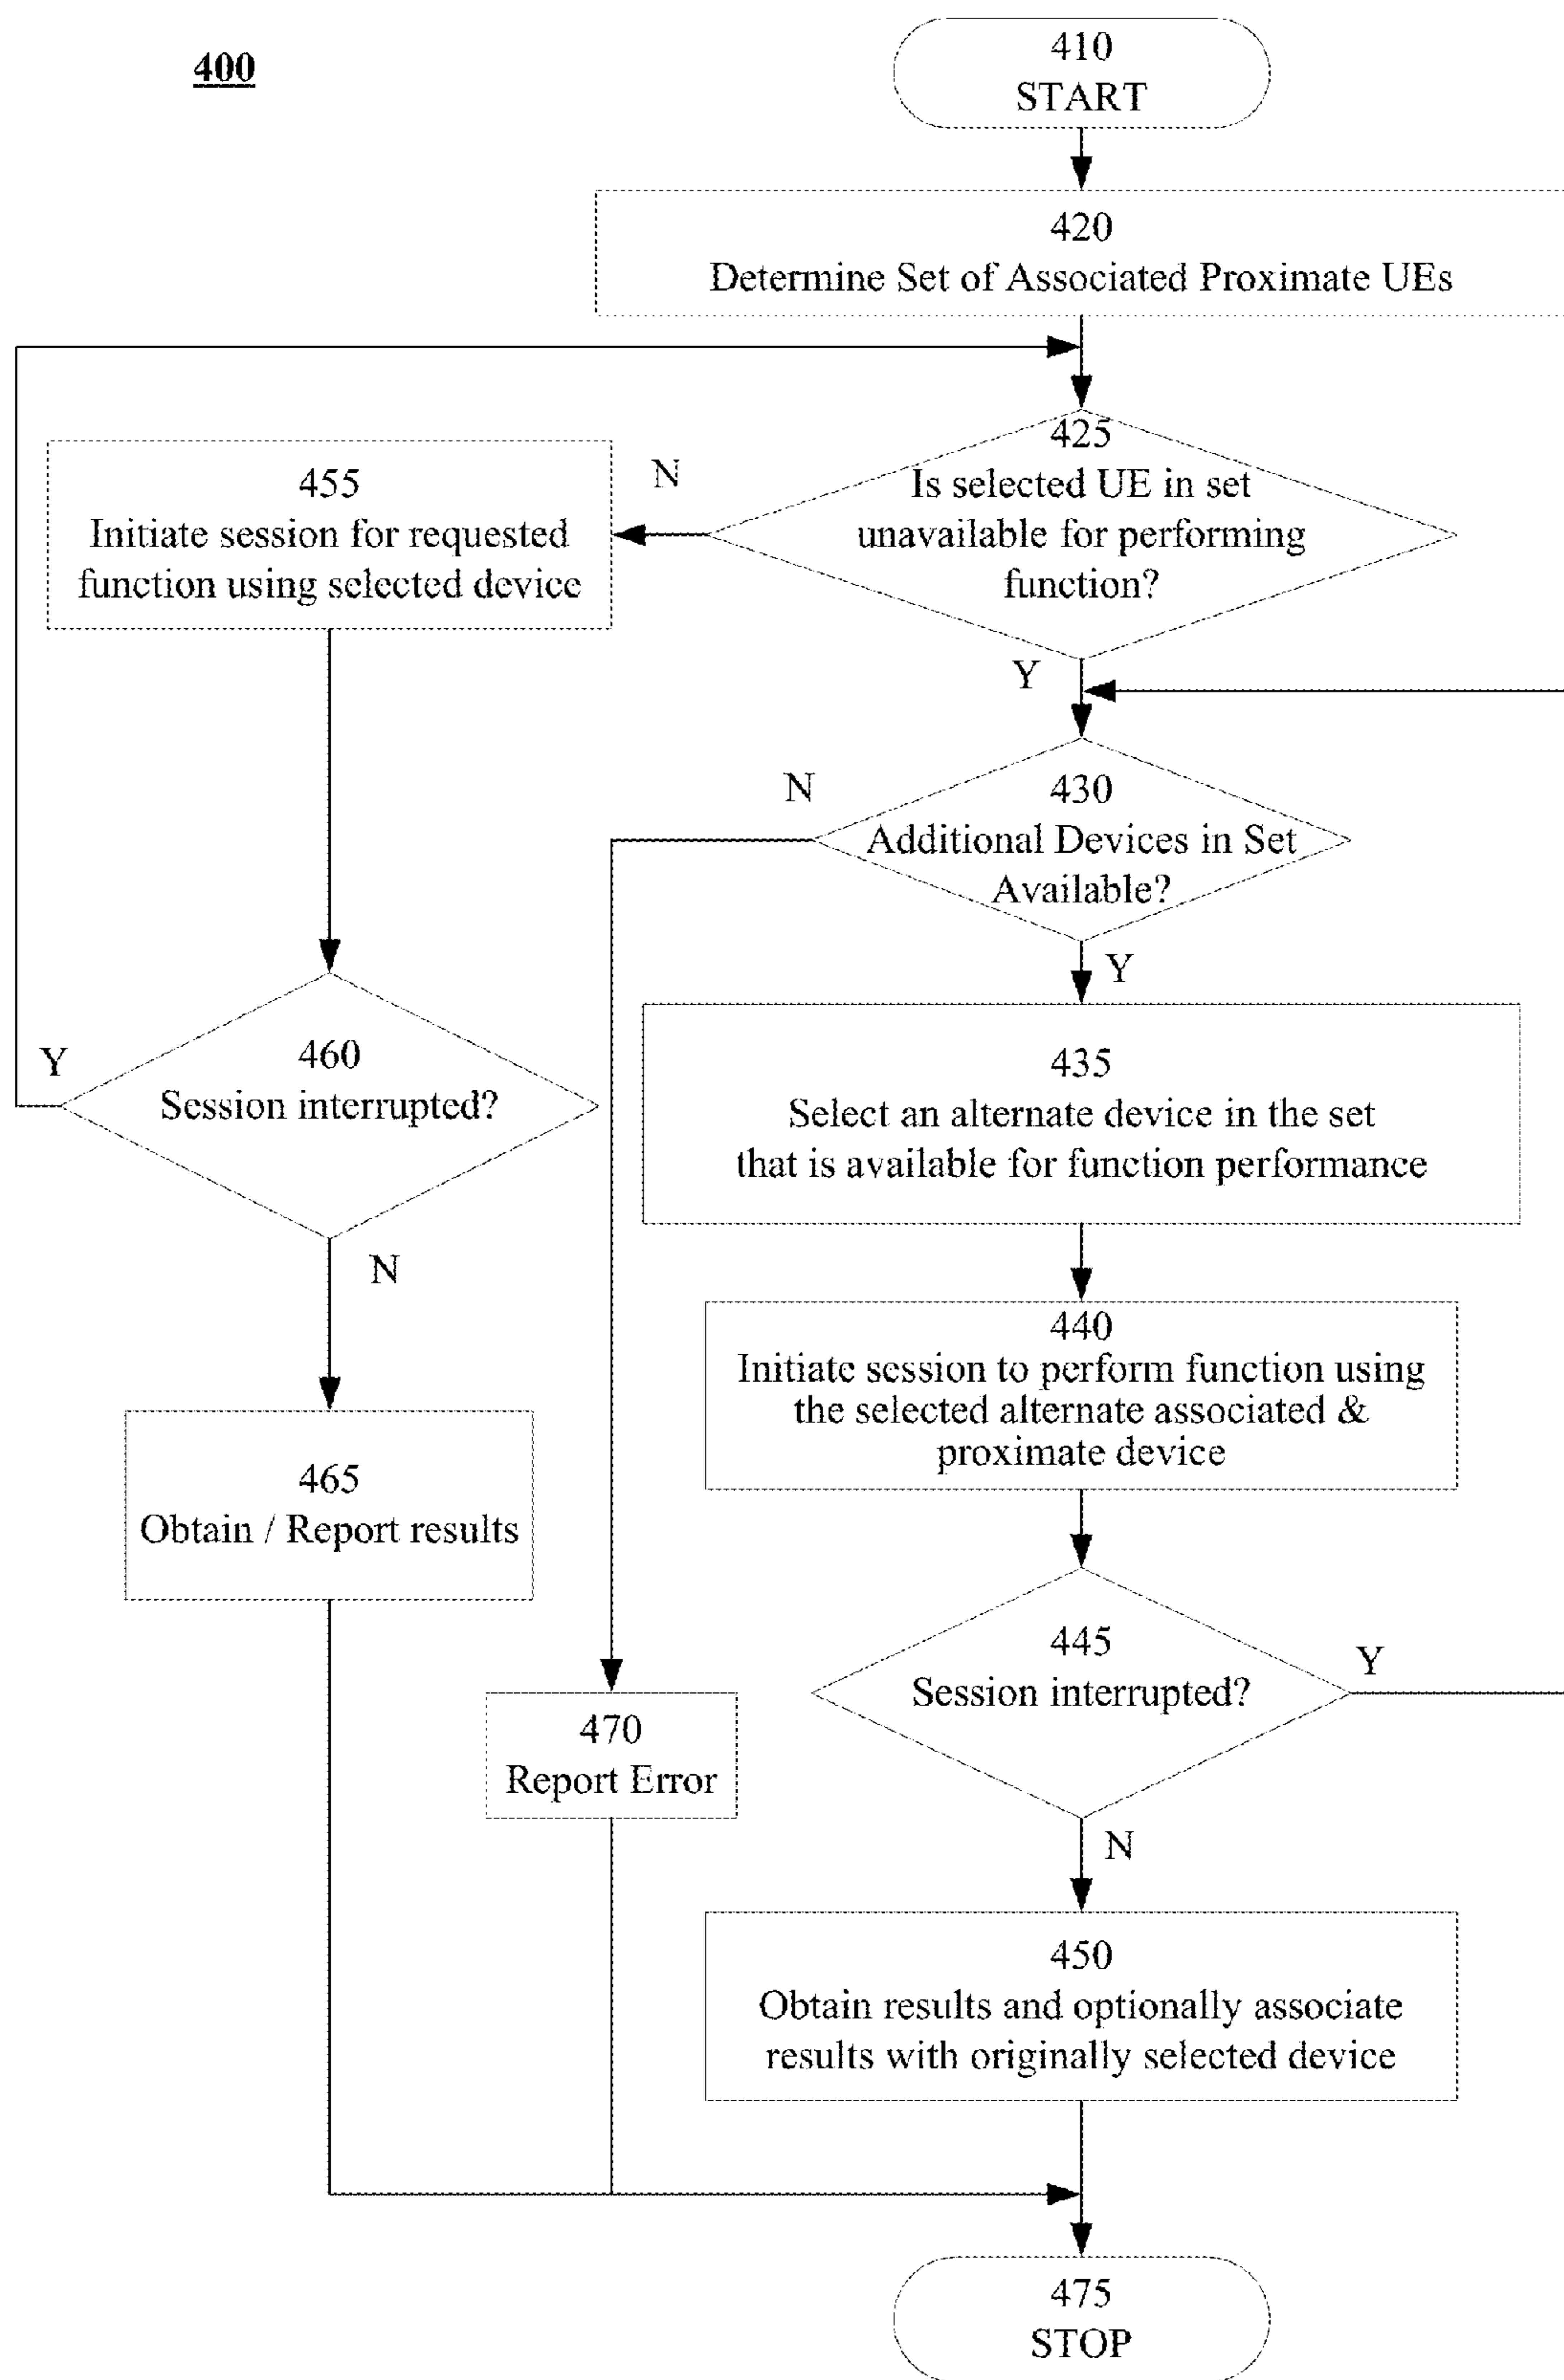 400
410
START
420
Determine Set of Associated Proximate UEs
425
Is selected UE in set
unavailable for performing
function?
N
Y
455
Initiate session for requested
function using selected device
430
Additional Devices in Set
Available?
N
Y
460
Session interrupted?
Y
N
435
Select an alternate device in the set
that is available for function performance
440
Initiate session to perform function using
the selected alternate associated &
proximate device
465
Obtain / Report results
445
Session interrupted?
Y
N
470
Report Error
450
Obtain results and optionally associate
results with originally selected device
475
STOP